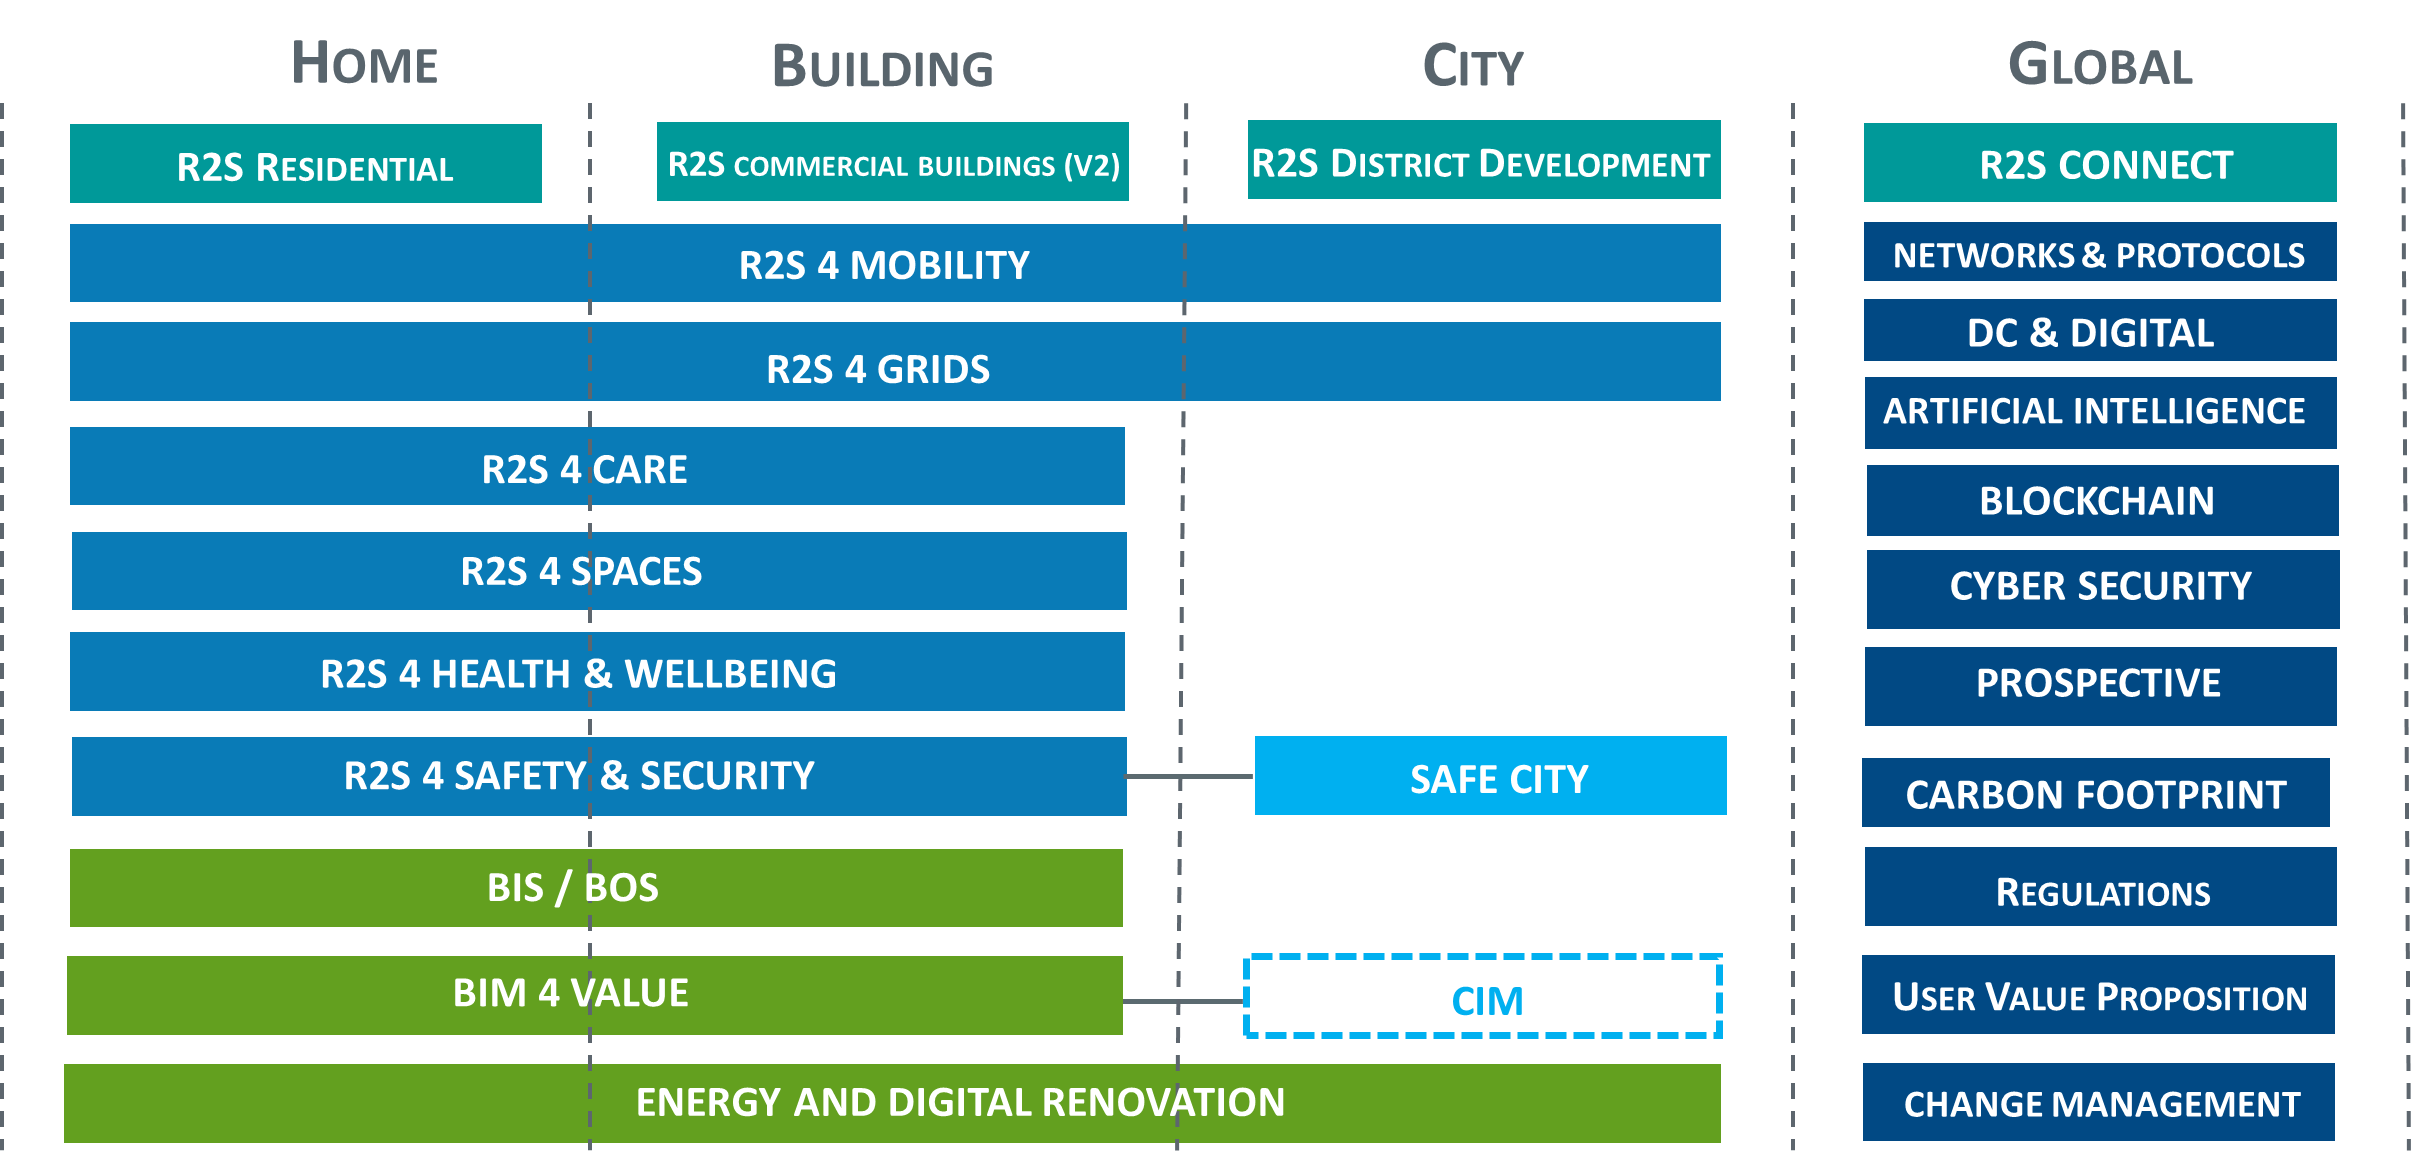 HOME
BUILDING
CITY
GLOBAL
R2S RESIDENTIAL
R2S COMMERCIAL BUILDINGS (V2)
R2S DISTRICT DEVELOPMENT
R2S CONNECT
R2S 4 MOBILITY
NETWORKS & PROTOCOLS
R2S 4 GRIDS
DC & DIGITAL
ARTIFICIAL INTELLIGENCE
R2S 4 CARE
BLOCKCHAIN
R2S 4 SPACES
CYBER SECURITY
R2S 4 HEALTH & WELLBEING
PROSPECTIVE
R2S 4 SAFETY & SECURITY
SAFE CITY
CARBON FOOTPRINT
BIS / BOS
REGULATIONS
BIM 4 VALUE
CIM
USER VALUE PROPOSITION
ENERGY AND DIGITAL RENOVATION
CHANGE MANAGEMENT